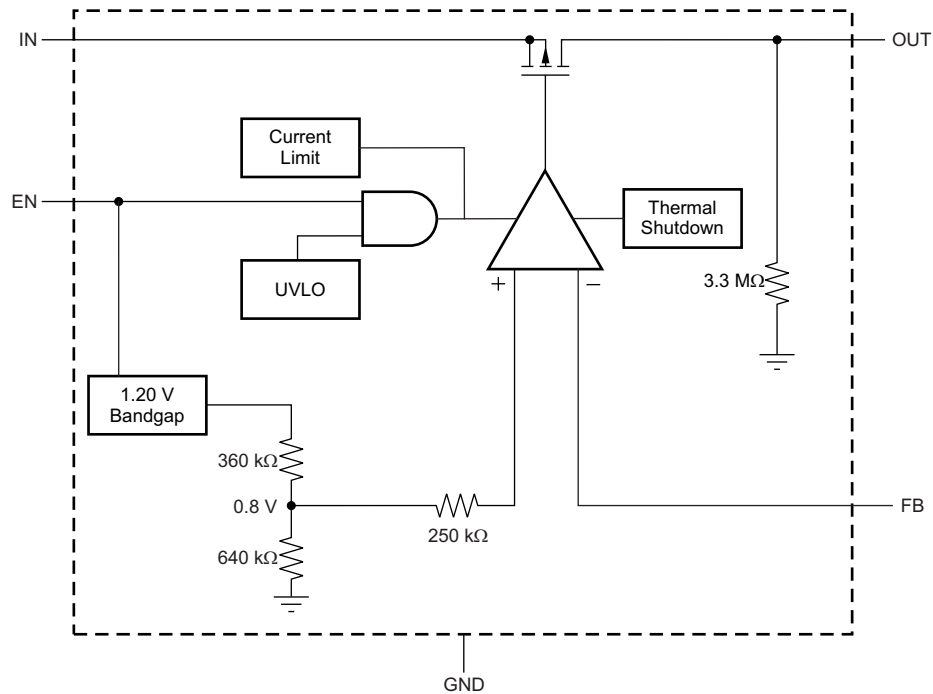 IN
OUT
Current
Limit
EN
Thermal
Shutdown
UVLO
+
−
3.3 MΩ
1.20 V
Bandgap
360 kΩ
0.8 V
250 kΩ
FB
640 kΩ
GND